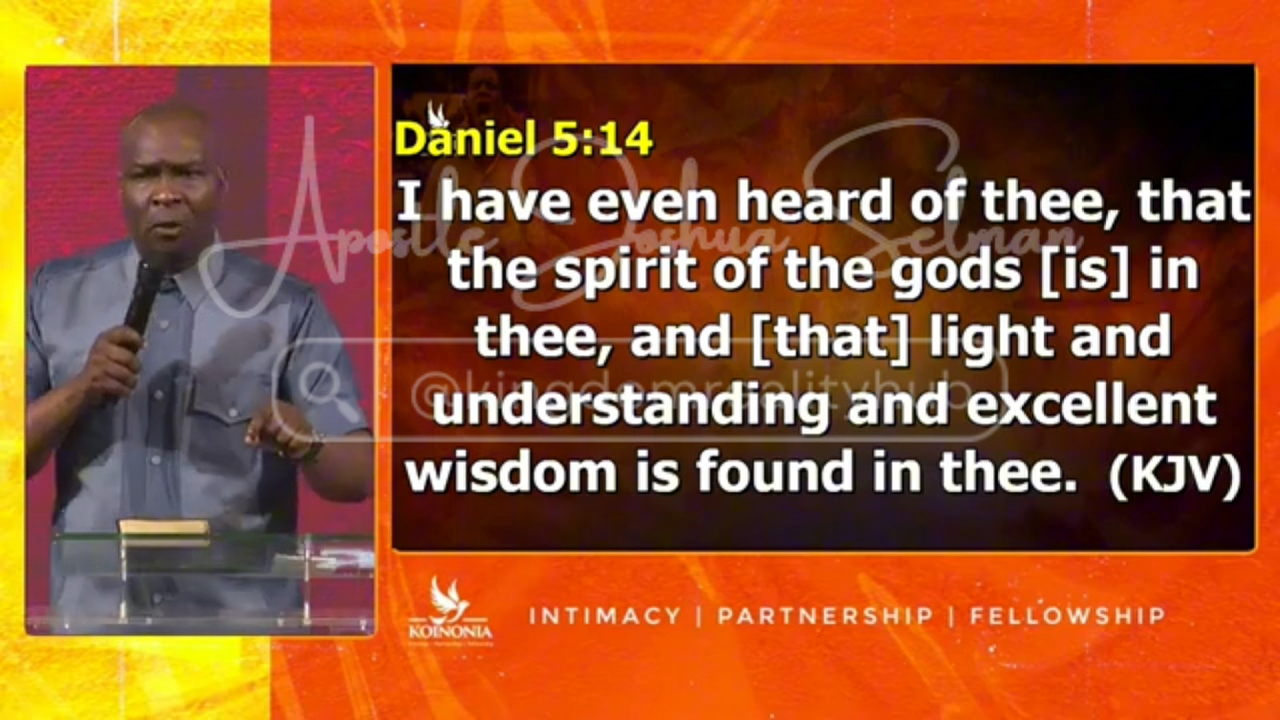 Daniel 5:14
I have even heard of thee, that
the spirit of the gods [is] in
thee, and [that] light and
understanding and excellent
wisdom is found in thee. (KJV)
Apostle Joshua Selman
@kingdomrealityhub
KOINONIA
INTIMACY | PARTNERSHIP | FELLOWSHIP